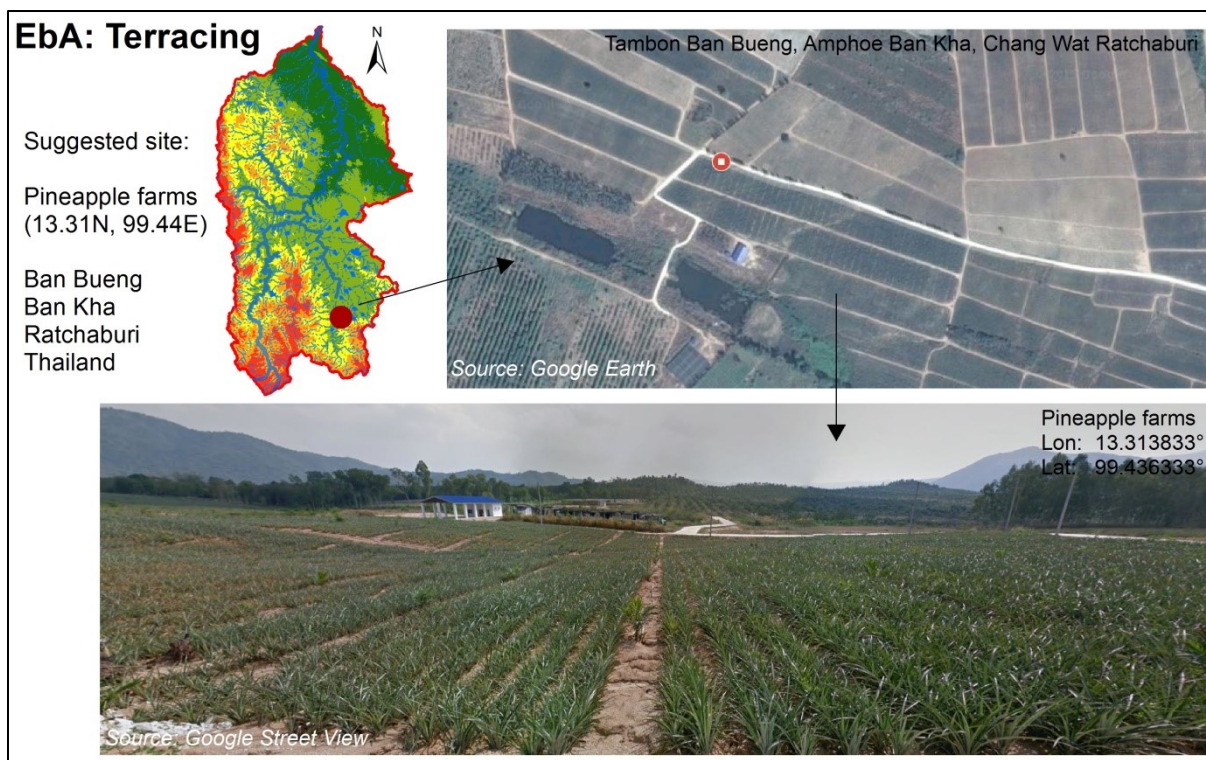 EbA: Terracing
N
Suggested site:
Pineapple farms
(13.31N, 99.44E)
Ban Bueng
Ban Kha
Ratchaburi
Thailand
Tambon Ban Bueng, Amphoe Ban Kha, Chang Wat Ratchaburi
Source: Google Earth
Pineapple farms
Lon: 13.313833°
Lat: 99.436333°
Source: Google Street View